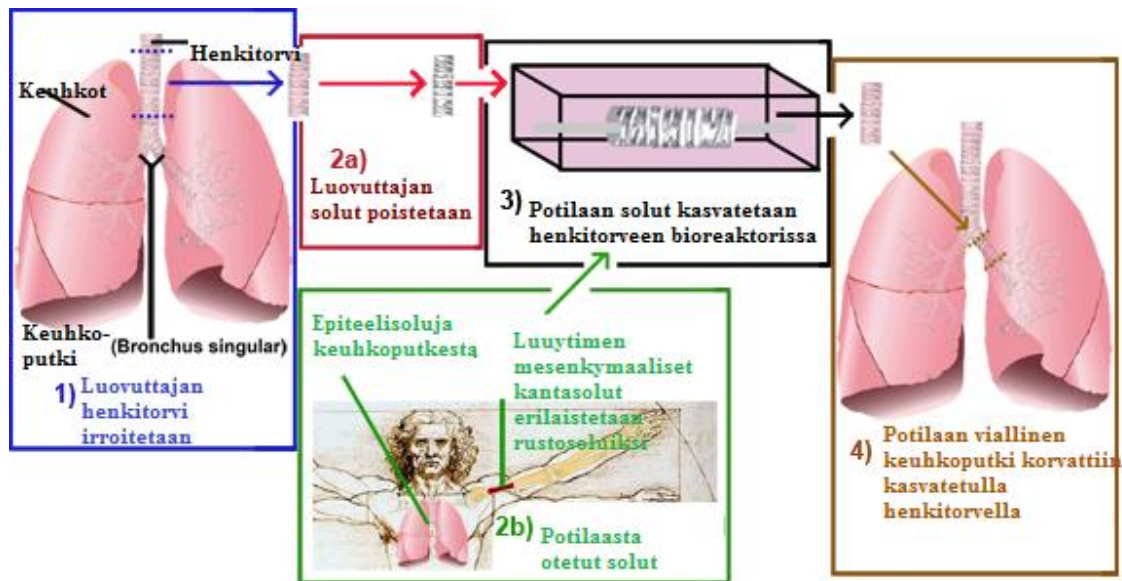 Henkitorvi
Keuhkot
Keuhko-
putki
(Bronchus singular)
1) Luovuttajan
henkitorvi
irroitetaan
2a)
Luovuttajan
solut poistetaan
3) Potilaan solut kasvatetaan
henkitorveen bioreaktorissa
Epiteelisoluja
keuhkoputkesta
Luuytimen
mesenkymaaliset
kantasolut
erilaistetaan
rustosoluiksi
2b) Potilaasta
otetut solut
4) Potilaan viallinen
keuhkoputki korvattiin
kasvatetulla
henkitorvella